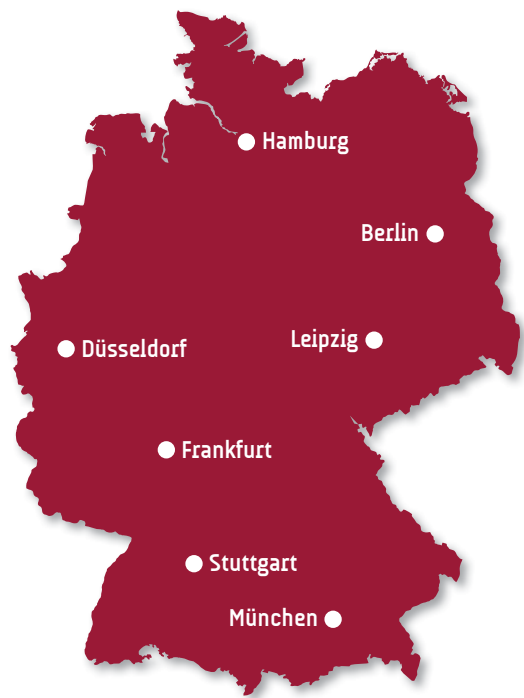 Hamburg
Berlin
Leipzig
Düsseldorf
Frankfurt
Stuttgart
München